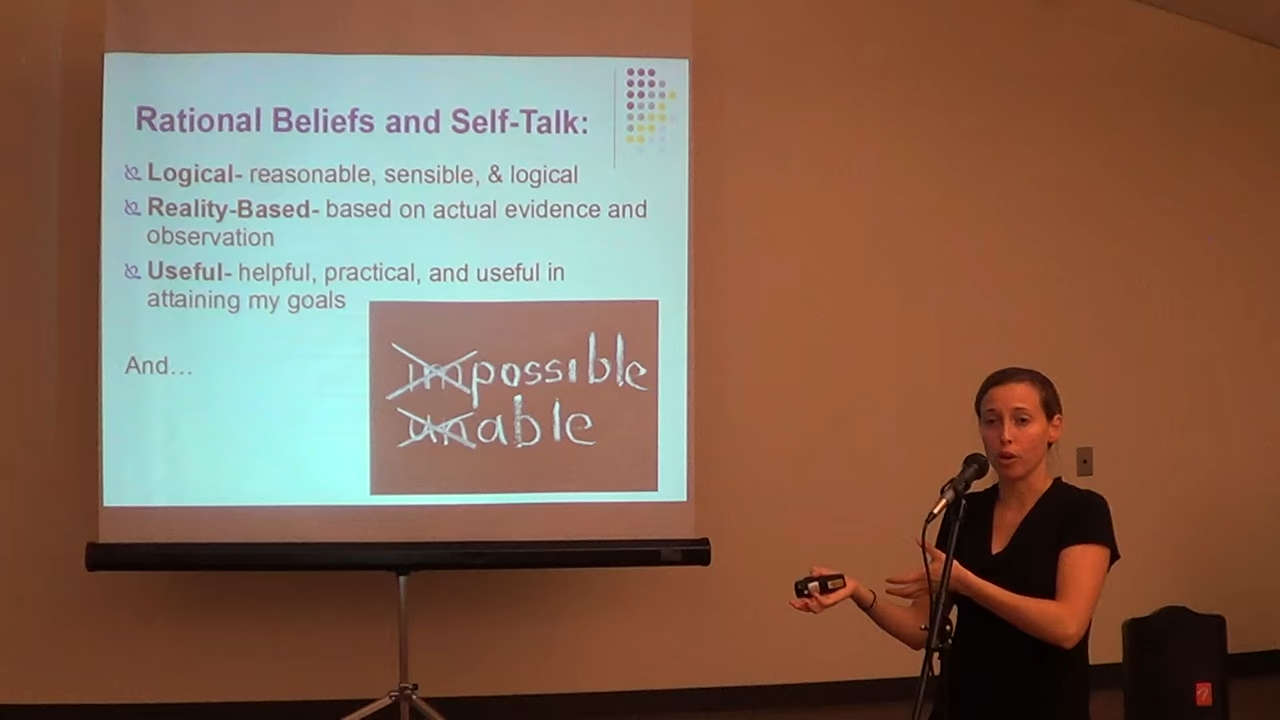 Rational Beliefs and Self-Talk:
Logical- reasonable, sensible, & logical
Reality-Based- based on actual evidence and
observation
Useful- helpful, practical, and useful in
attaining my goals
And...
impossible
unable